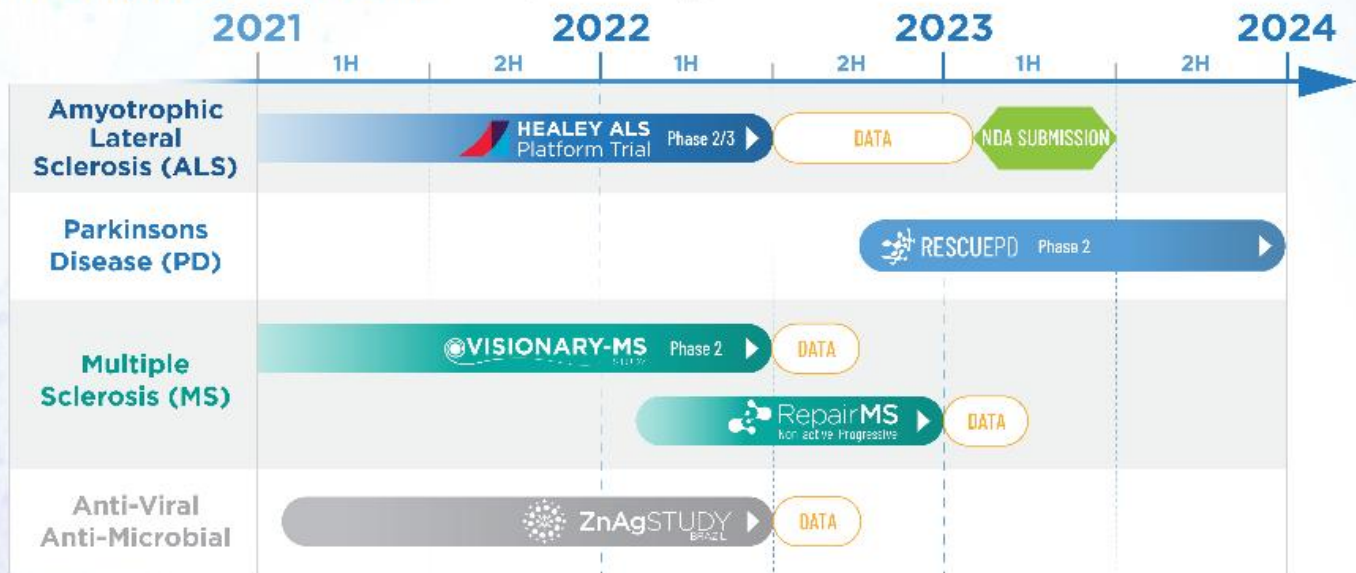 2021 2022 2023 2024
1H 2H 1H 2H 1H 2H
Amyotrophic
Lateral
Sclerosis (ALS)
HEALEY ALS
Platform Trial
Phase 2/3
DATA
NDA SUBMISSION
Parkinsons
Disease (PD)
RESCUEPD Phase 2
Multiple
Sclerosis (MS)
VISIONARY-MS Phase 2
DATA
RepairMS
Non-active Progressive
DATA
Anti-Viral
Anti-Microbial
ZnAgSTUDY
BRAZIL
DATA